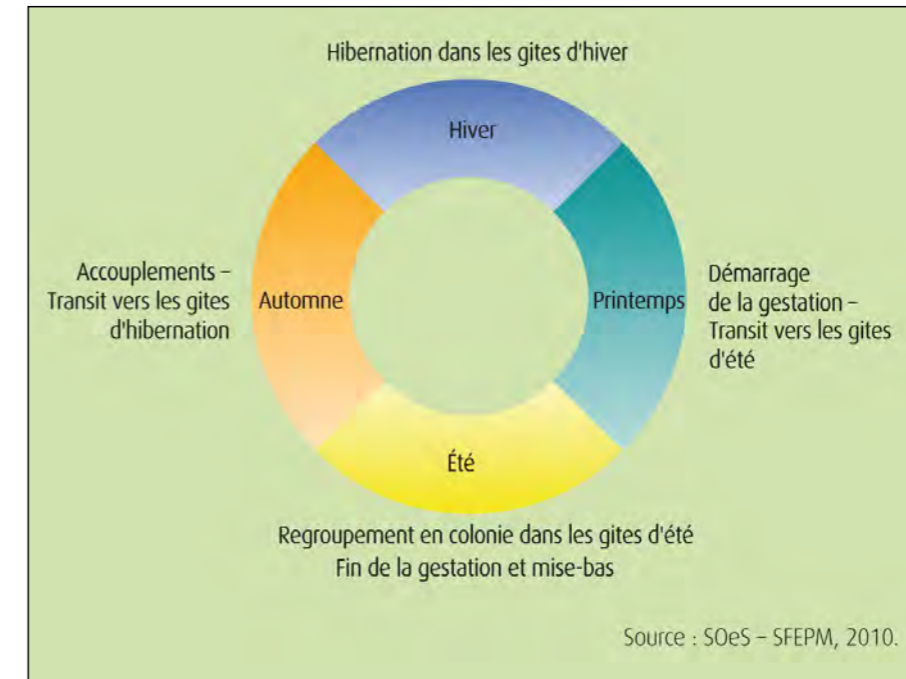 Hibernation dans les gites d'hiver
Hiver
Accouplements –
Transit vers les gites
d'hibernation
Automne
Printemps
Démarrage
de la gestation –
Transit vers les gites
d'été
Été
Regroupement en colonie dans les gites d'été
Fin de la gestation et mise-bas
Source : SOeS – SFEPM, 2010.